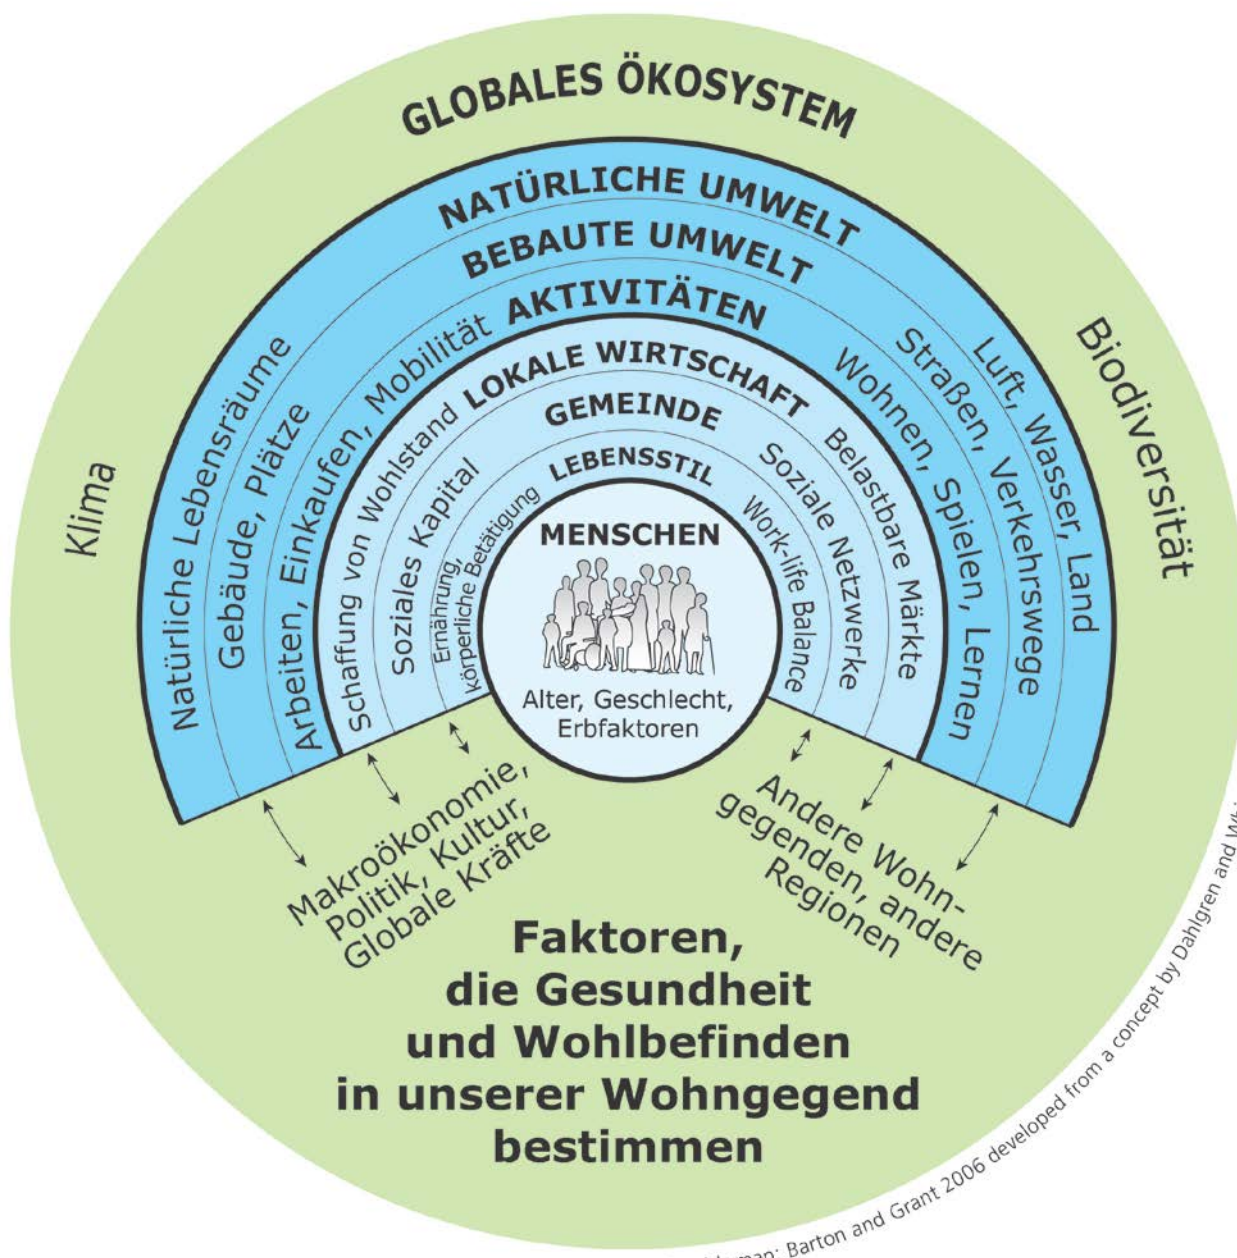 GLOBALES ÖKOSYSTEM
Klima
Biodiversität
NATÜRLICHE UMWELT
Natürliche Lebensräume
Luft, Wasser, Land
BEBAUTE UMWELT
Gebäude, Plätze
Straßen, Verkehrswege
AKTIVITÄTEN
Arbeiten, Einkaufen, Mobilität
Wohnen, Spielen, Lernen
LOKALE WIRTSCHAFT
Schaffung von Wohlstand
Belastbare Märkte
GEMEINDE
Soziales Kapital
Soziale Netzwerke
LEBENSSTIL
Ernährung,
körperliche Betätigung
Work-life Balance
MENSCHEN
Alter, Geschlecht,
Erbfaktoren
Makroökonomie,
Politik, Kultur,
Globale Kräfte
Andere Wohn-
gegenden, andere
Regionen
Faktoren,
die Gesundheit
und Wohlbefinden
in unserer Wohngegend
bestimmen
Barton and Grant 2006 developed from a concept by Dahlgren and